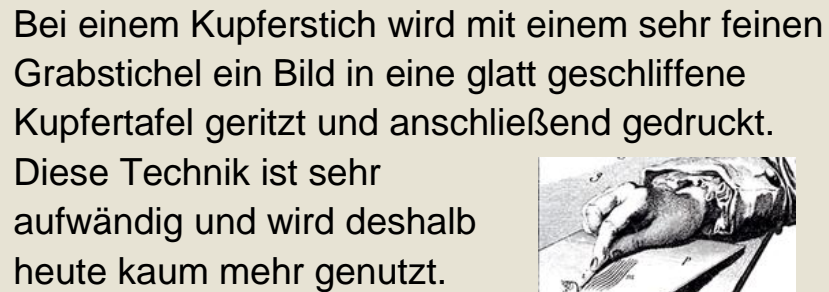 Bei einem Kupferstich wird mit einem sehr feinen
Grabstichel ein Bild in eine glatt geschliffene
Kupfertafel geritzt und anschließend gedruckt.
Diese Technik ist sehr
aufwändig und wird deshalb
heute kaum mehr genutzt.